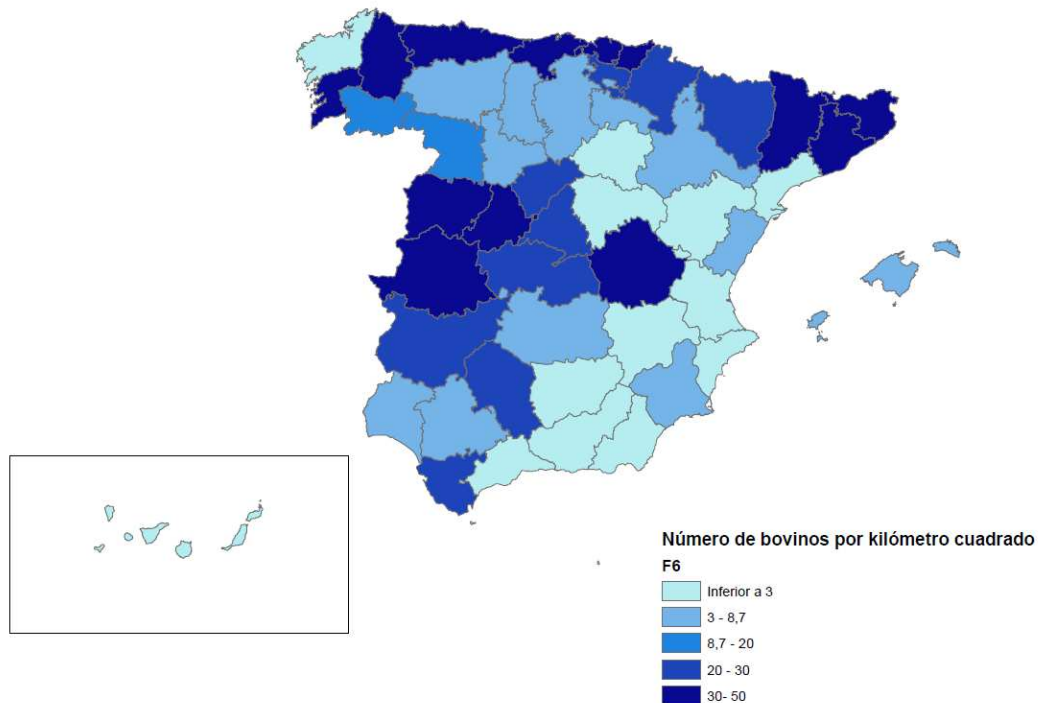 Número de bovinos por kilómetro cuadrado
F6
Inferior a 3
3 - 8,7
8,7 - 20
20 - 30
30- 50